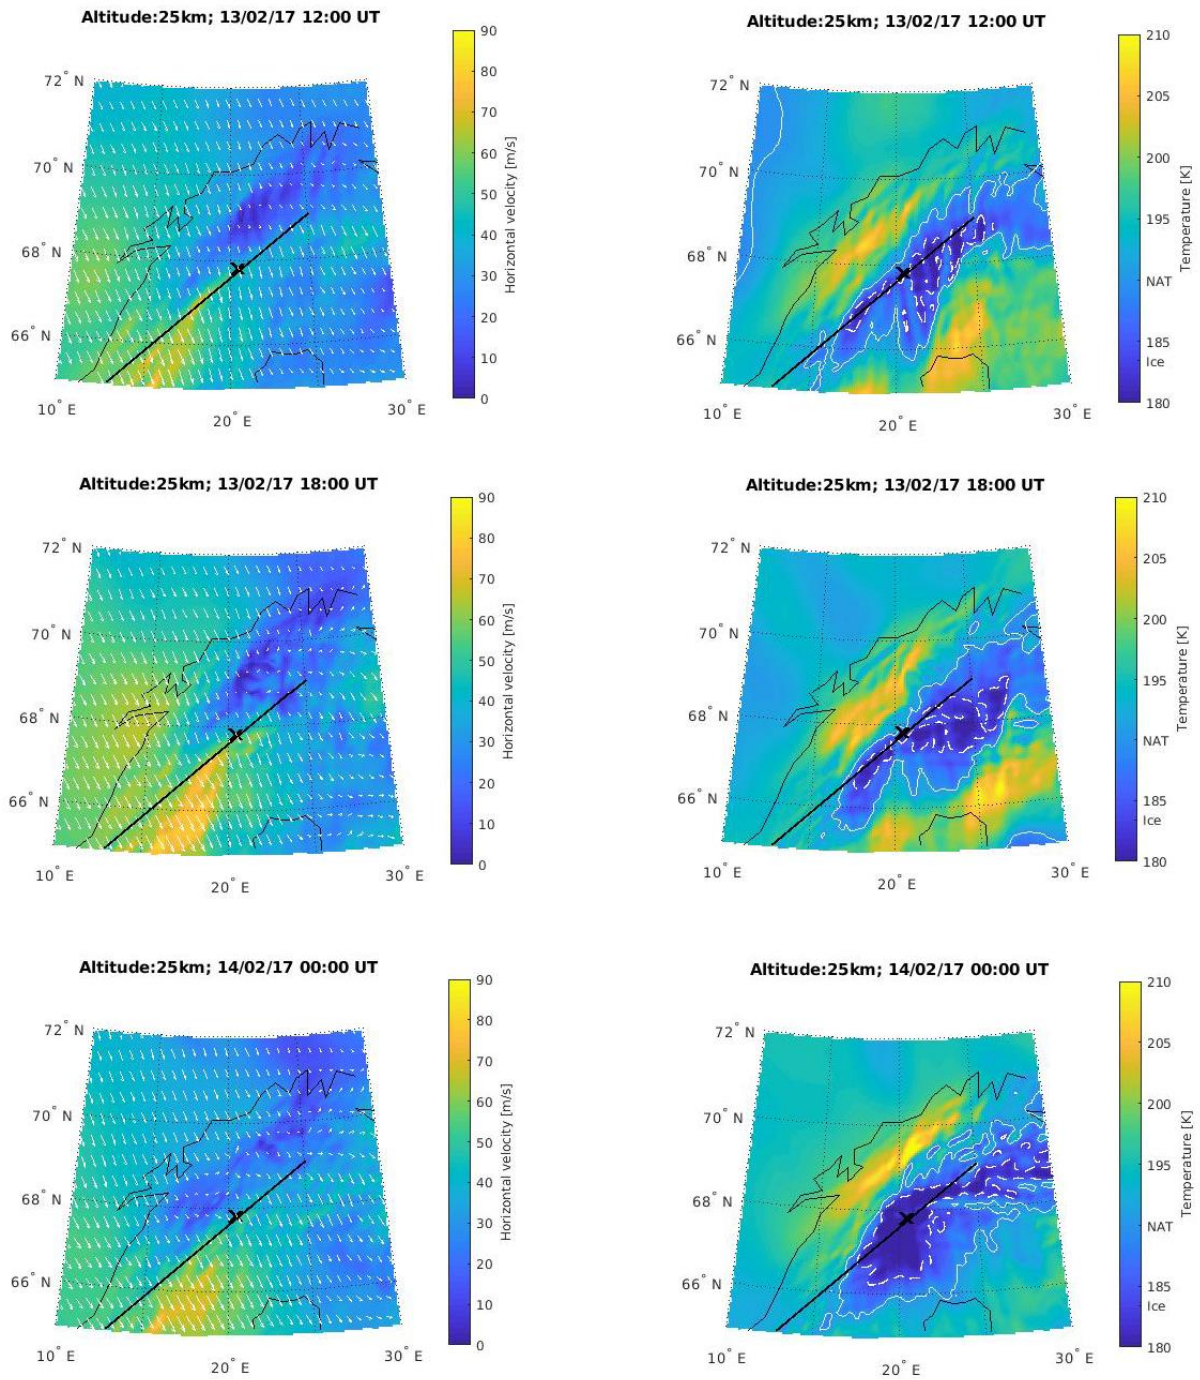 Altitude:25km; 13/02/17 12:00 UT
72° N
70° N
68° N
66° N
10° E
20° E
30° E
90
80
70
60
50
40
30
20
10
0
Horizontal velocity [m/s]
Altitude:25km; 13/02/17 12:00 UT
72° N
70° N
68° N
66° N
10° E
20° E
30° E
210
205
200
195
NAT
185
Ice
180
Temperature [K]
Altitude:25km; 13/02/17 18:00 UT
72° N
70° N
68° N
66° N
10° E
20° E
30° E
90
80
70
60
50
40
30
20
10
0
Horizontal velocity [m/s]
Altitude:25km; 13/02/17 18:00 UT
72° N
70° N
68° N
66° N
10° E
20° E
30° E
210
205
200
195
NAT
185
Ice
180
Temperature [K]
Altitude:25km; 14/02/17 00:00 UT
72° N
70° N
68° N
66° N
10° E
20° E
30° E
90
80
70
60
50
40
30
20
10
0
Horizontal velocity [m/s]
Altitude:25km; 14/02/17 00:00 UT
72° N
70° N
68° N
66° N
10° E
20° E
30° E
210
205
200
195
NAT
185
Ice
180
Temperature [K]